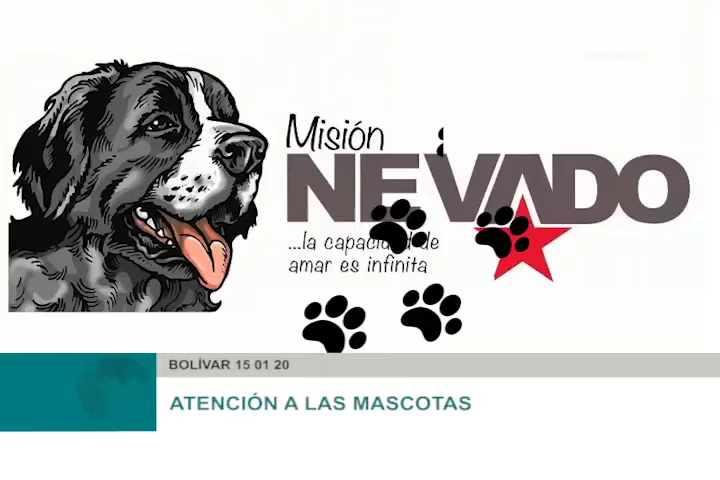 Misión
NEVADO
...la capacidad de
amar es infinita
BOLÍVAR 15 01 20
ATENCIÓN A LAS MASCOTAS